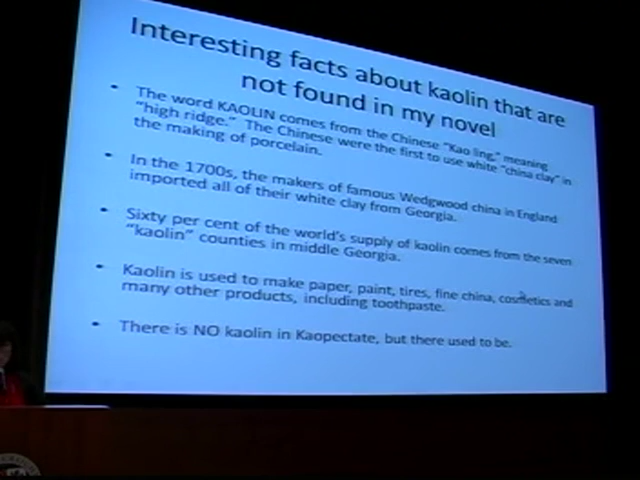 Interesting facts about kaolin that are
not found in my novel
• The word KAOLIN comes from the Chinese "Kao ling," meaning
"high ridge." The Chinese were the first to use white "china clay" in
the making of porcelain.
• In the 1700s, the makers of famous Wedgwood china in England
imported all of their white clay from Georgia.
• Sixty per cent of the world's supply of kaolin comes from the seven
"kaolin" counties in middle Georgia.
• Kaolin is used to make paper, paint, tires, fine china, cosmetics and
many other products, including toothpaste.
• There is NO kaolin in Kaopectate, but there used to be.